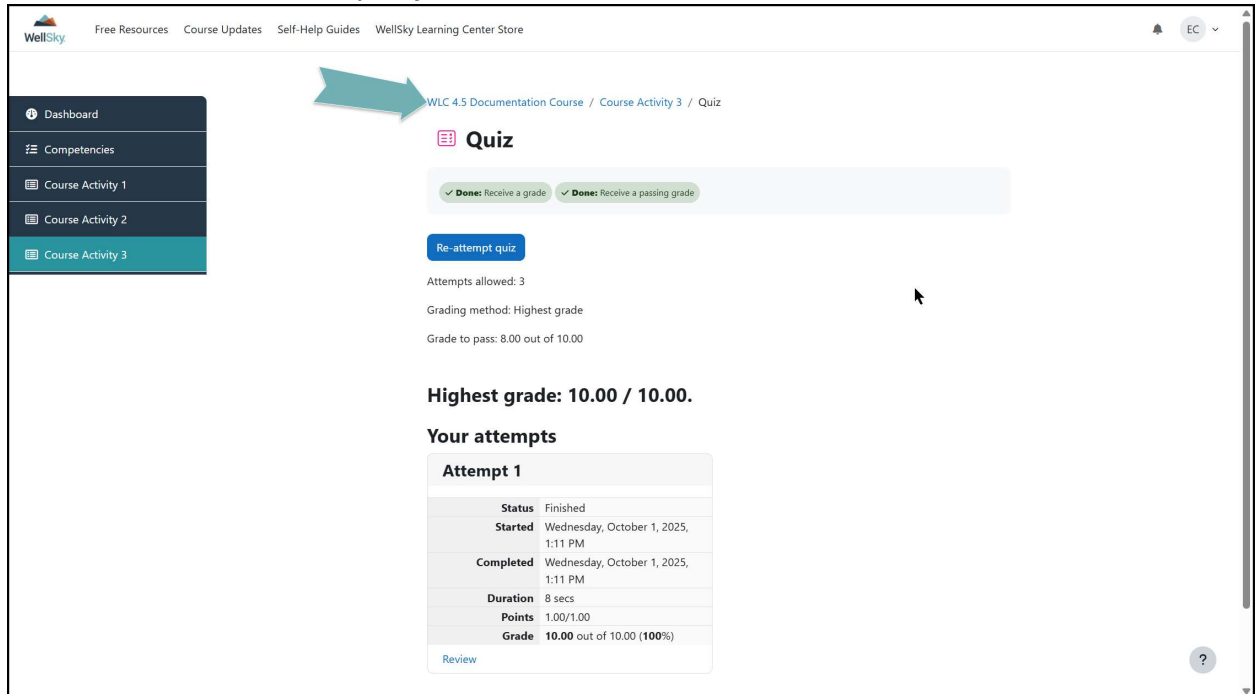 WellSky
Free Resources Course Updates Self-Help Guides WellSky Learning Center Store
EC
Dashboard
Competencies
Course Activity 1
Course Activity 2
Course Activity 3
WLC 4.5 Documentation Course / Course Activity 3 / Quiz
Quiz
✓ Done: Receive a grade ✓ Done: Receive a passing grade
Re-attempt quiz
Attempts allowed: 3
Grading method: Highest grade
Grade to pass: 8.00 out of 10.00
Highest grade: 10.00 / 10.00.
Your attempts
Attempt 1
Status Finished
Started Wednesday, October 1, 2025,
1:11 PM
Completed Wednesday, October 1, 2025,
1:11 PM
Duration 8 secs
Points 1.00/1.00
Grade 10.00 out of 10.00 (100%)
Review
?